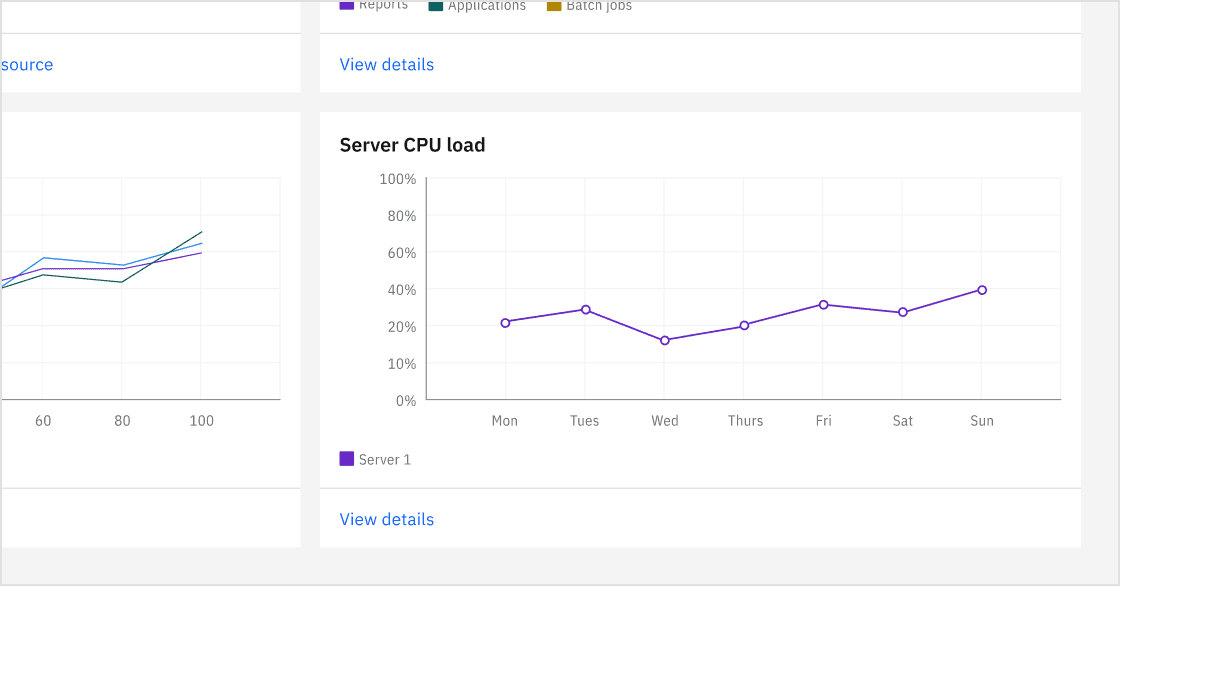 Reports Applications Batch jobs
source
View details
Server CPU load
100%
80%
60%
40%
20%
10%
0%
60 80 100
Mon Tues Wed Thurs Fri Sat Sun
Server 1
View details